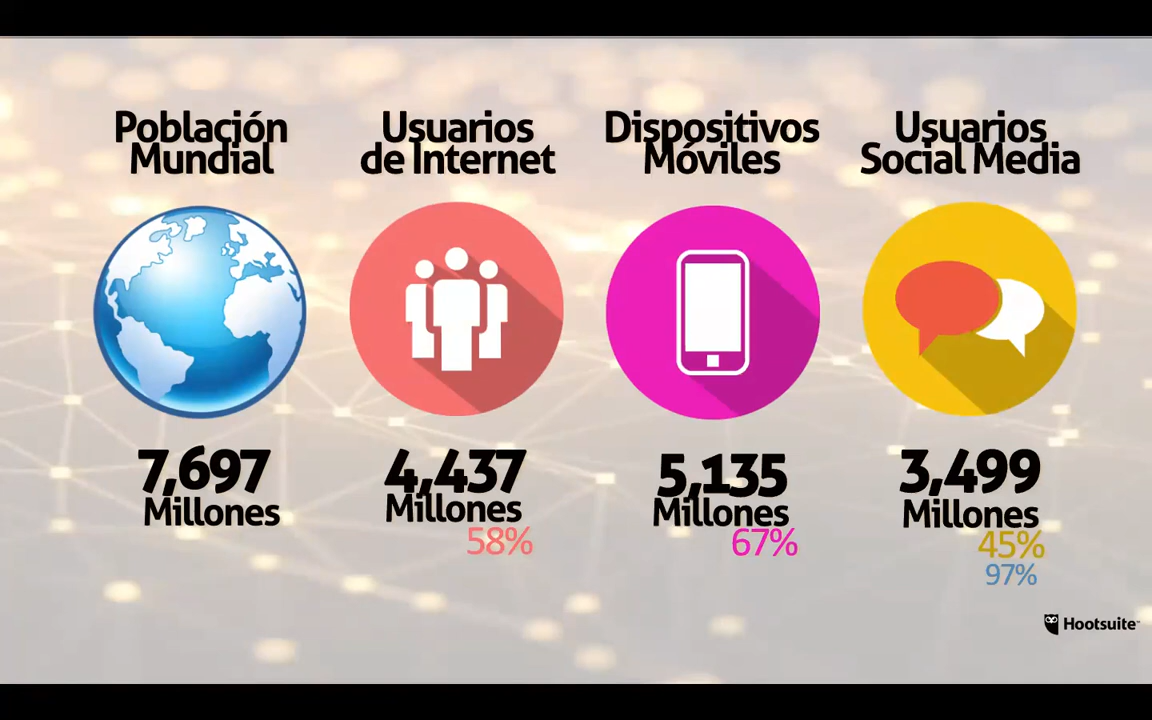 Población
Mundial
7,697
Millones
Usuarios
de Internet
4,437
Millones
58%
Dispositivos
Móviles
5,135
Millones
67%
Usuarios
Social Media
3,499
Millones
45%
97%
Hootsuite™